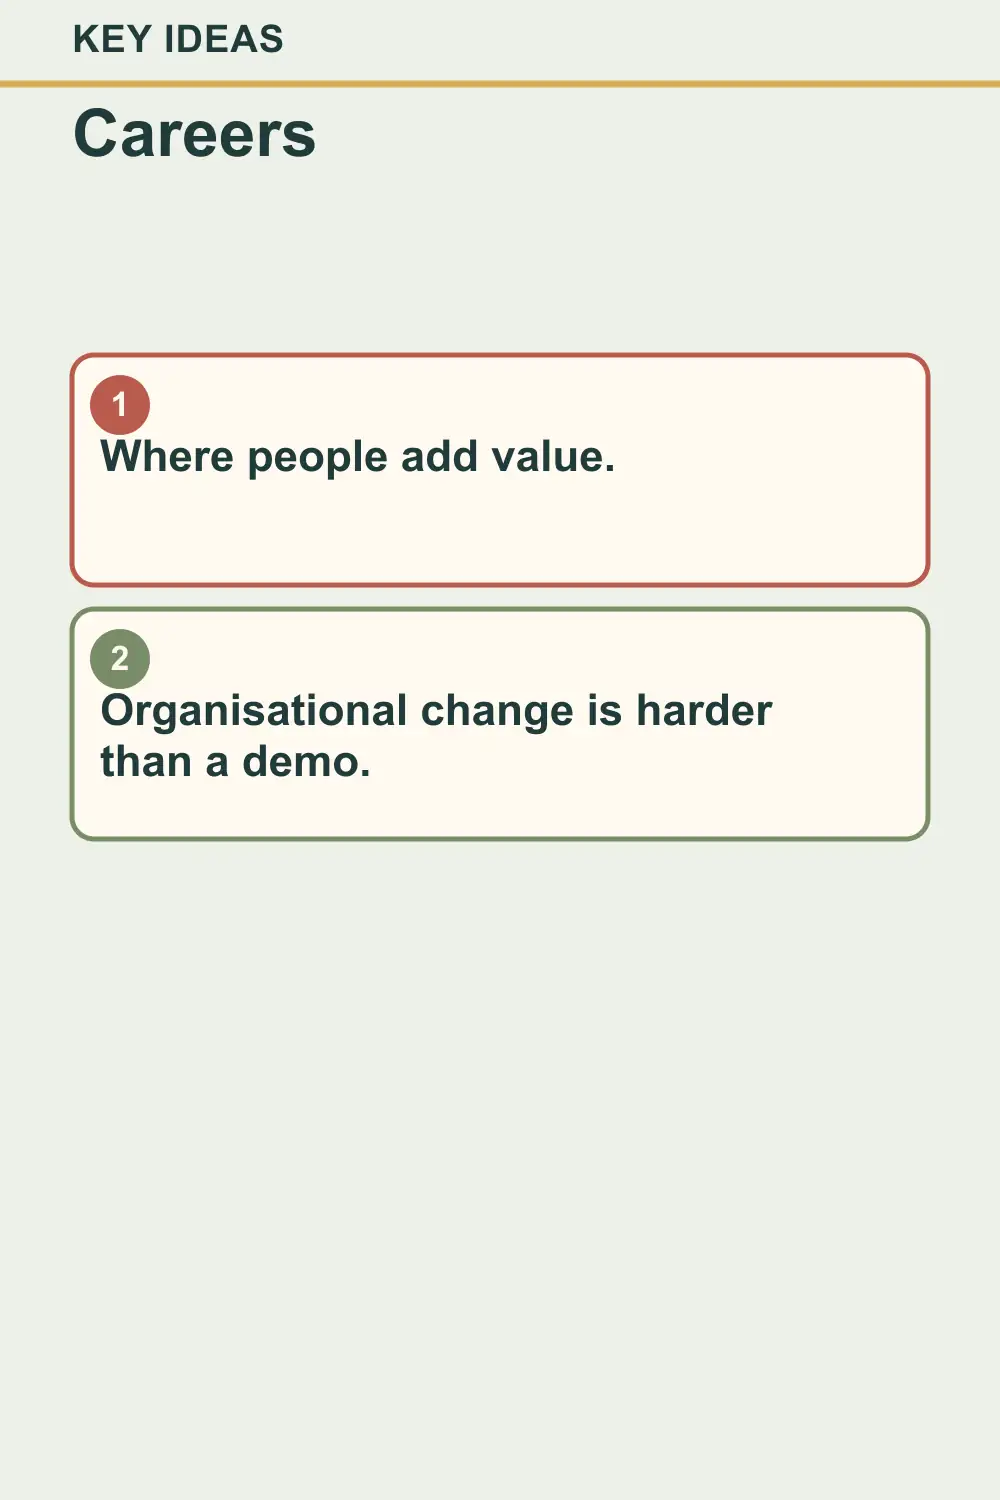 KEY IDEAS
Careers
1
Where people add value.
2
Organisational change is harder
than a demo.